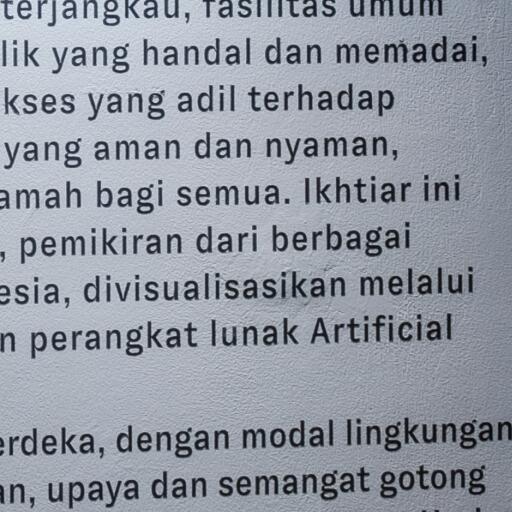 terjangkau, fasilitas umum
lik yang handal dan memadai,
kses yang adil terhadap
yang aman dan nyaman,
amah bagi semua. Ikhtiar ini
, pemikiran dari berbagai
esia, divisualisasikan melalui
n perangkat lunak Artificial
erdeka, dengan modal lingkungan
an, upaya dan semangat gotong